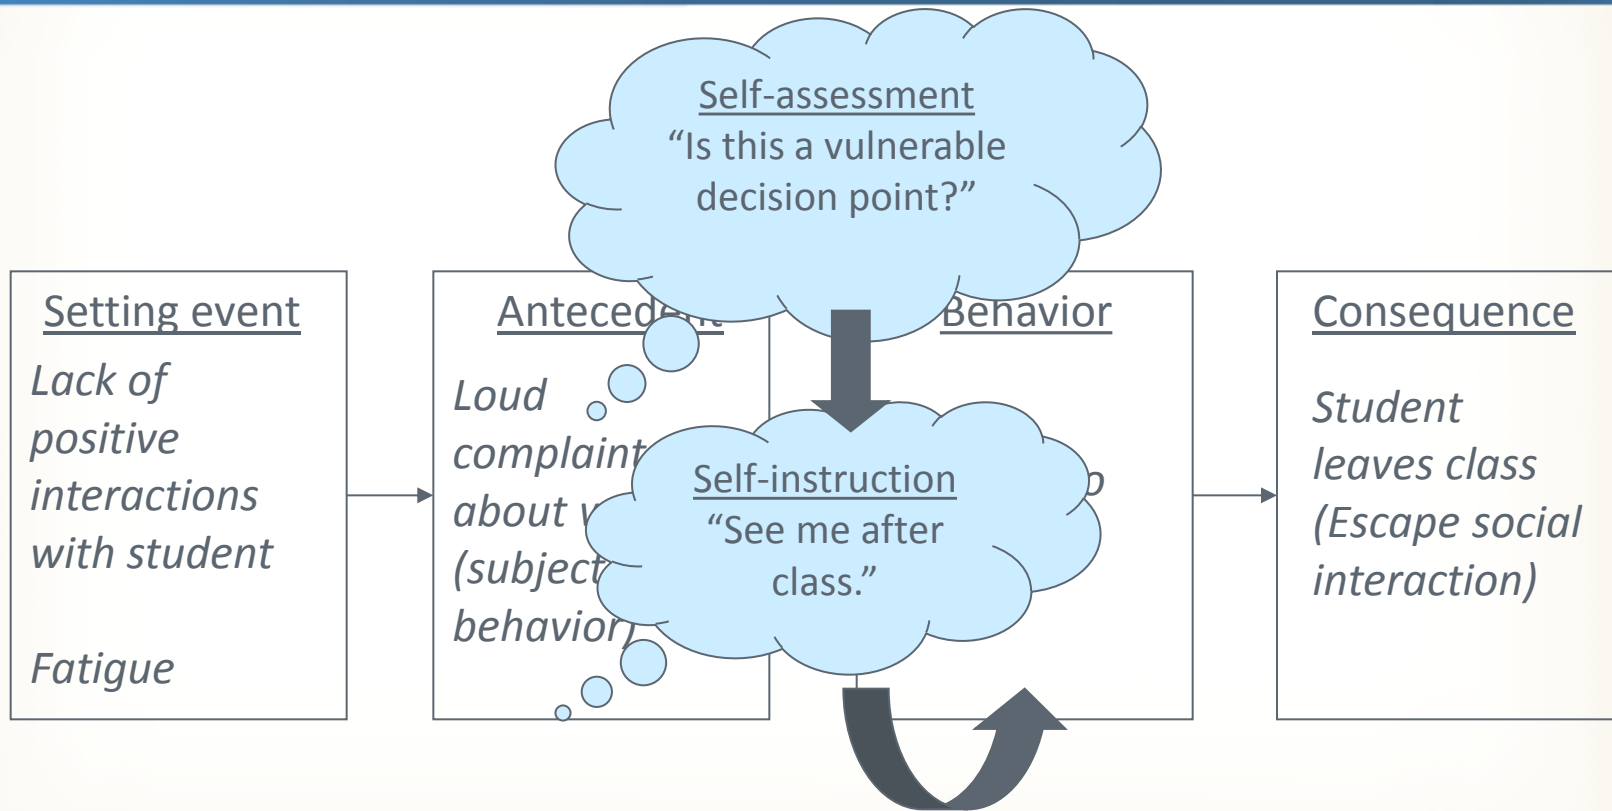 Self-assessment
“Is this a vulnerable
decision point?”
Setting event
Lack of
positive
interactions
with student
Fatigue
Antecedent
Loud
complaint
about
(subject
behavior)
Self-instruction
“See me after
class.”
Behavior
Consequence
Student
leaves class
(Escape social
interaction)